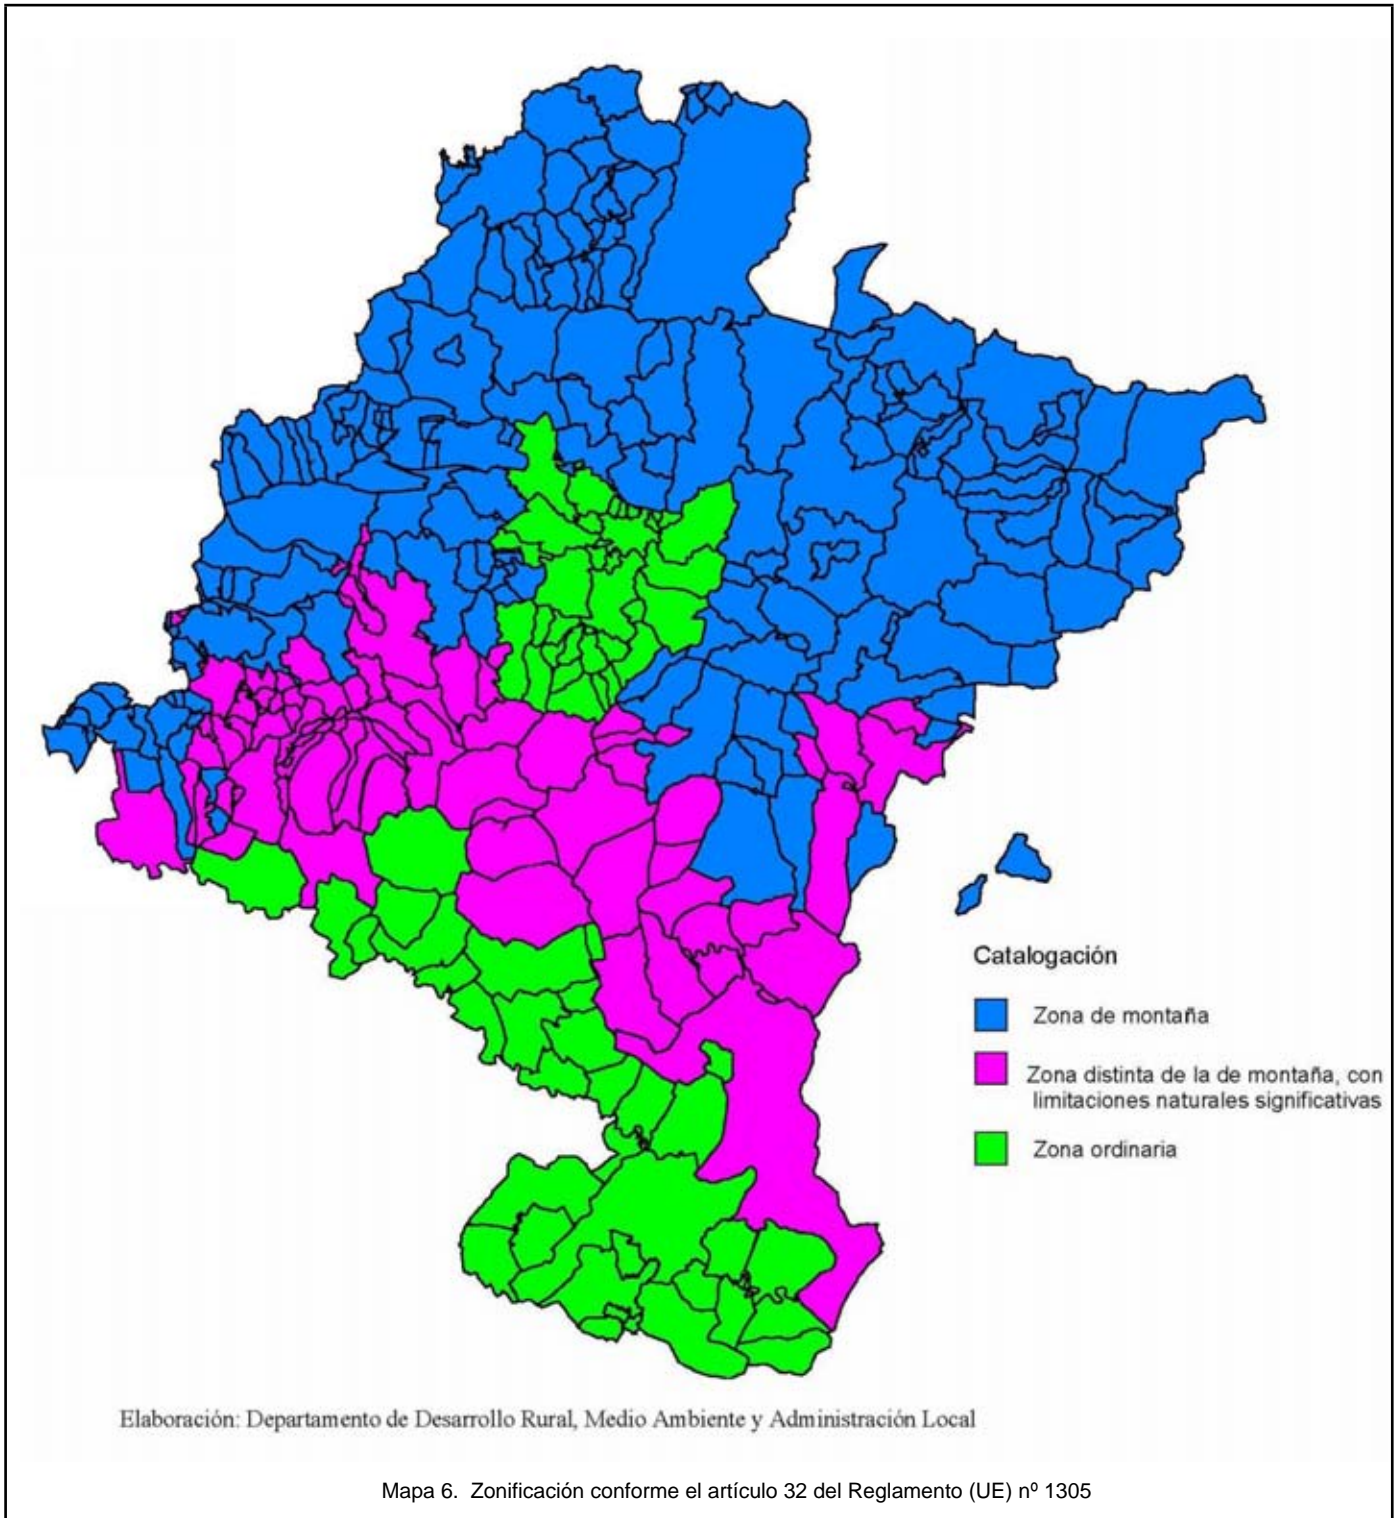 Catalogación
Zona de montaña
Zona distinta de la de montaña, con
limitaciones naturales significativas
Zona ordinaria
Elaboración: Departamento de Desarrollo Rural, Medio Ambiente y Administración Local
Mapa 6. Zonificación conforme el artículo 32 del Reglamento (UE) nº 1305